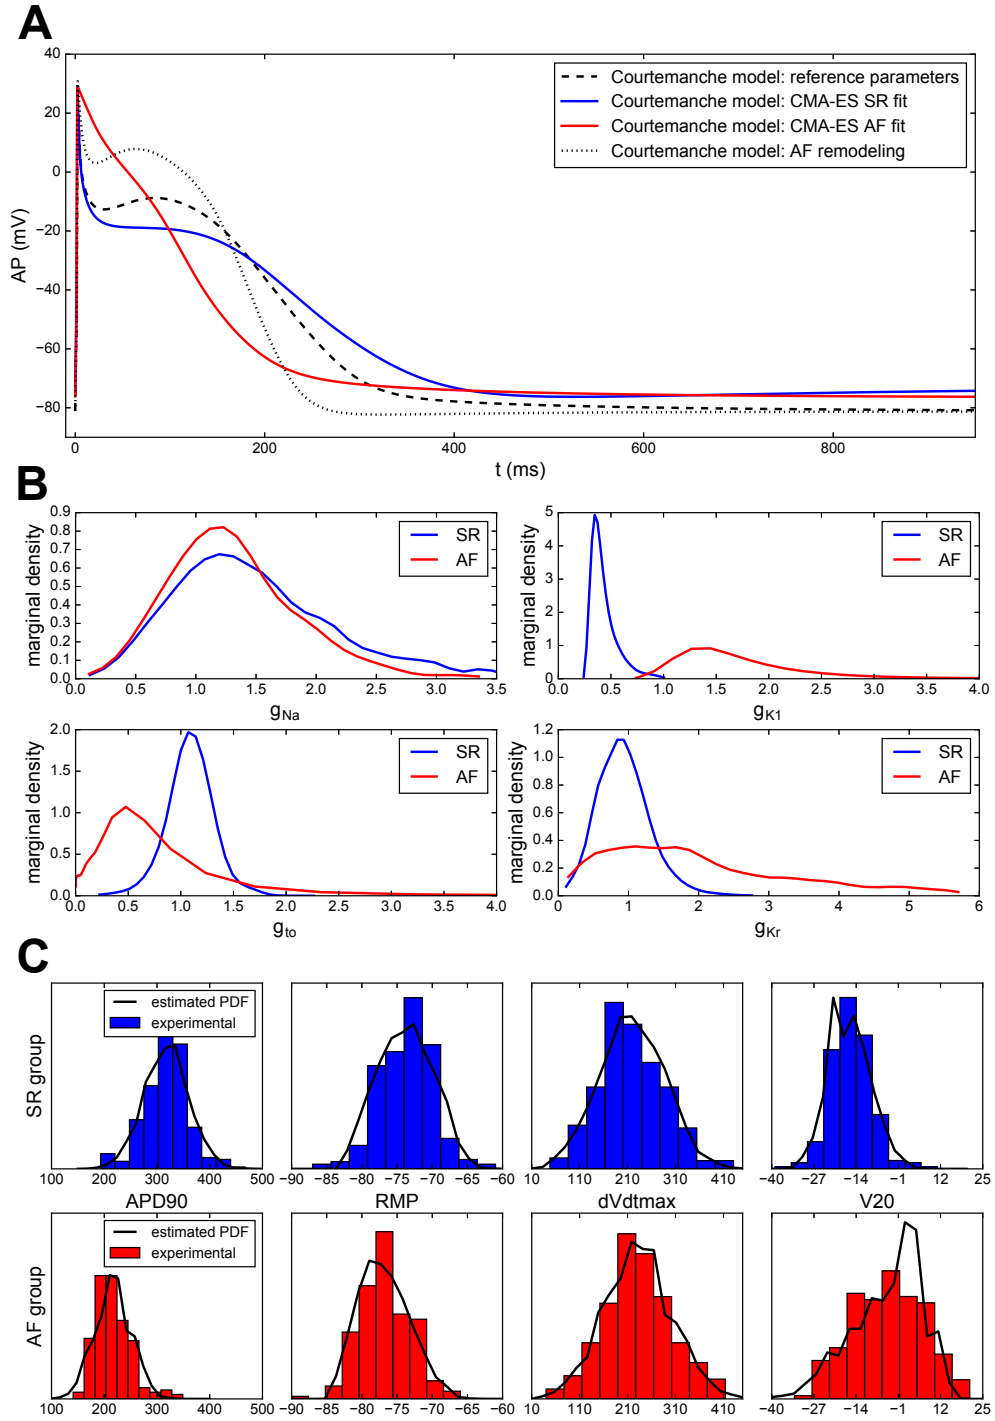 A
40
20
0
−20
−40
−60
−80
AP (mV)
Courtemanche model: reference parameters
Courtemanche model: CMA-ES SR fit
Courtemanche model: CMA-ES AF fit
Courtemanche model: AF remodeling
0 200 400 600 800
t (ms)
B
0.9
0.8
0.7
0.6
0.5
0.4
0.3
0.2
0.1
0.0
marginal density
SR
AF
0.0 0.5 1.0 1.5 2.0 2.5 3.0 3.5
gNa
5
4
3
2
1
0
marginal density
SR
AF
0.0 0.5 1.0 1.5 2.0 2.5 3.0 3.5 4.0
gK1
2.0
1.5
1.0
0.5
0.0
marginal density
SR
AF
0.0 0.5 1.0 1.5 2.0 2.5 3.0 3.5 4.0
gto
1.2
1.0
0.8
0.6
0.4
0.2
0.0
marginal density
SR
AF
0 1 2 3 4 5 6
gKr
C
SR group
estimated PDF
experimental
100 200 300 400 500
−90 −85 −80 −75 −70 −65 −60
10 110 210 310 410
−40 −27 −14 −1 12 25
APD90 RMP dVdtmax V20
AF group
estimated PDF
experimental
100 200 300 400 500
−90 −85 −80 −75 −70 −65 −60
10 110 210 310 410
−40 −27 −14 −1 12 25